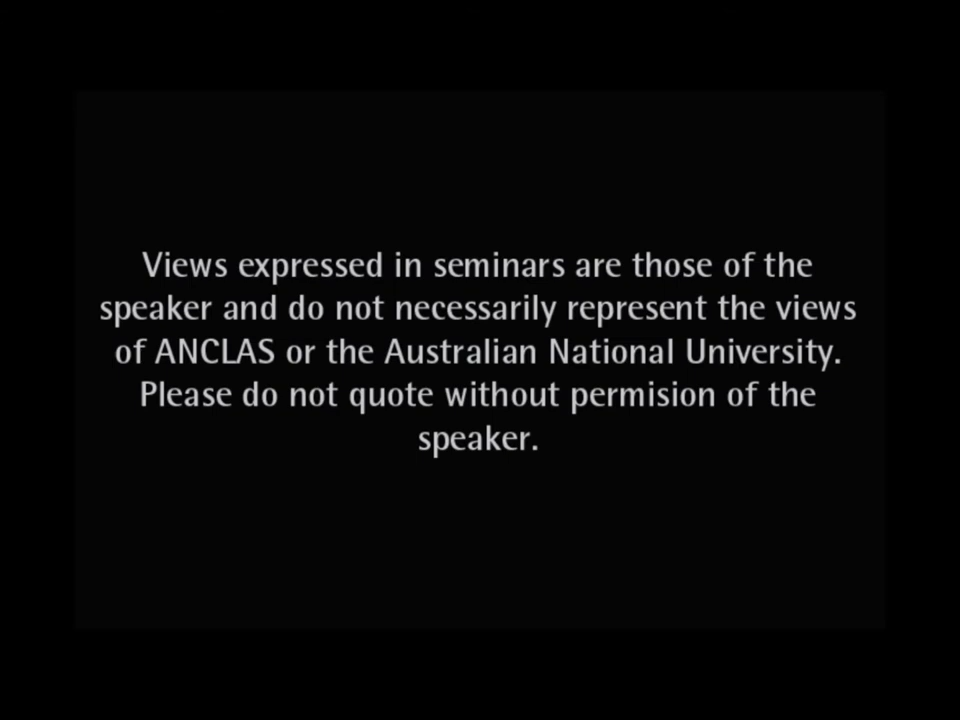 Views expressed in seminars are those of the
speaker and do not necessarily represent the views
of ANCLAS or the Australian National University.
Please do not quote without permision of the
speaker.